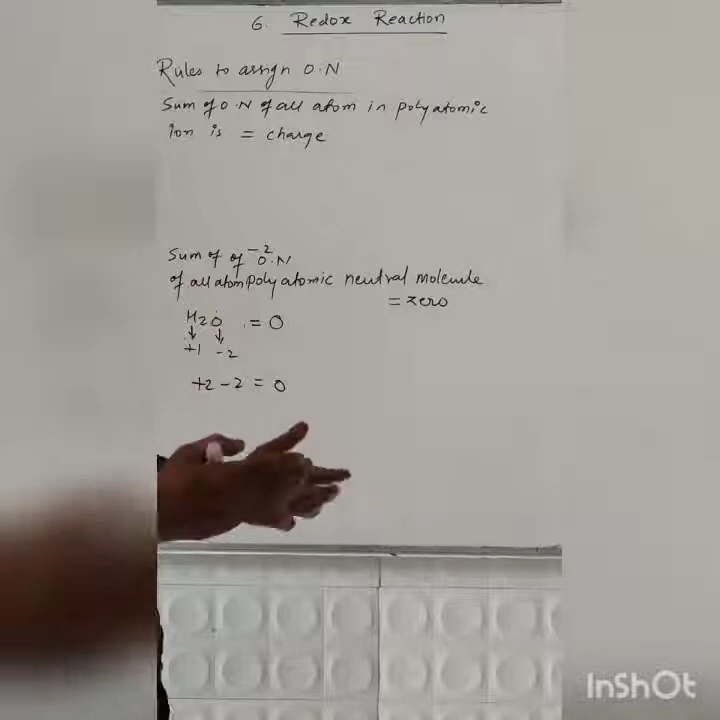 6. Redox Reaction
Rules to assign O.N
Sum of O.N of all atom in polyatomic
ion is = charge
-2
Sum of of O.N
of all atom polyatomic neutral molecule
= zero
H2O = 0
↓ ↓
+1 -2
+2 - 2 = 0
InShOt